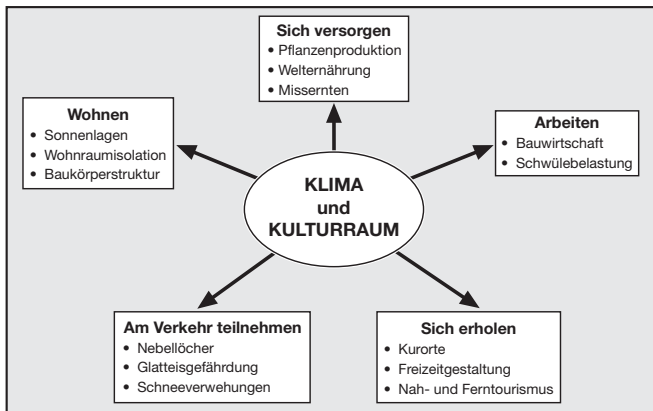 Sich versorgen
• Pflanzenproduktion
• Welternährung
• Missernten
Wohnen
• Sonnenlagen
• Wohnraumisolation
• Baukörperstruktur
Arbeiten
• Bauwirtschaft
• Schwülebelastung
KLIMA
und
KULTURRAUM
Am Verkehr teilnehmen
• Nebellöcher
• Glatteisgefährdung
• Schneeverwehungen
Sich erholen
• Kurorte
• Freizeitgestaltung
• Nah- und Ferntourismus